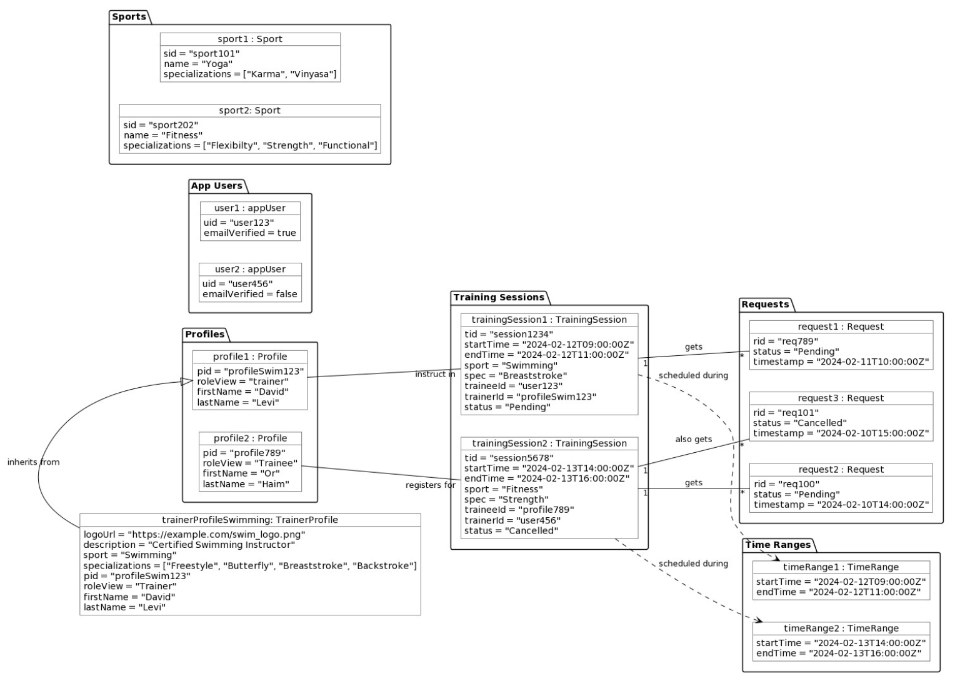 Sports
sport1 : Sport
sid = "sport101"
name = "Yoga"
specializations = ["Karma", "Vinyasa"]
sport2: Sport
sid = "sport202"
name = "Fitness"
specializations = ["Flexibilty", "Strength", "Functional"]
App Users
user1 : appUser
uid = "user123"
emailVerified = true
user2 : appUser
uid = "user456"
emailVerified = false
Profiles
profile1 : Profile
pid = "profileSwim123"
roleView = "trainer"
firstName = "David"
lastName = "Levi"
profile2 : Profile
pid = "profile789"
roleView = "Trainee"
firstName = "Or"
lastName = "Haim"
inherits from
trainerProfileSwimming: TrainerProfile
logoUrl = "https://example.com/swim_logo.png"
description = "Certified Swimming Instructor"
sport = "Swimming"
specializations = ["Freestyle", "Butterfly", "Breaststroke", "Backstroke"]
pid = "profileSwim123"
roleView = "Trainer"
firstName = "David"
lastName = "Levi"
instruct in
registers for
Training Sessions
trainingSession1 : TrainingSession
tid = "session1234"
startTime = "2024-02-12T09:00:00Z"
endTime = "2024-02-12T11:00:00Z"
sport = "Swimming"
spec = "Breaststroke"
traineeId = "user123"
trainerId = "profileSwim123"
status = "Pending"
trainingSession2 : TrainingSession
tid = "session5678"
startTime = "2024-02-13T14:00:00Z"
endTime = "2024-02-13T16:00:00Z"
sport = "Fitness"
spec = "Strength"
traineeId = "profile789"
trainerId = "user456"
status = "Cancelled"
gets
1
*
scheduled during
also gets
1
*
gets
1
*
scheduled during
Requests
request1 : Request
rid = "req789"
status = "Pending"
timestamp = "2024-02-11T10:00:00Z"
request3 : Request
rid = "req101"
status = "Cancelled"
timestamp = "2024-02-10T15:00:00Z"
request2 : Request
rid = "req100"
status = "Pending"
timestamp = "2024-02-10T14:00:00Z"
Time Ranges
timeRange1 : TimeRange
startTime = "2024-02-12T09:00:00Z"
endTime = "2024-02-12T11:00:00Z"
timeRange2 : TimeRange
startTime = "2024-02-13T14:00:00Z"
endTime = "2024-02-13T16:00:00Z"